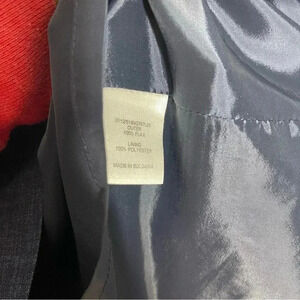 OUTER
100% FLAX
LINING
100% POLYESTER
MADE IN BULGARIA